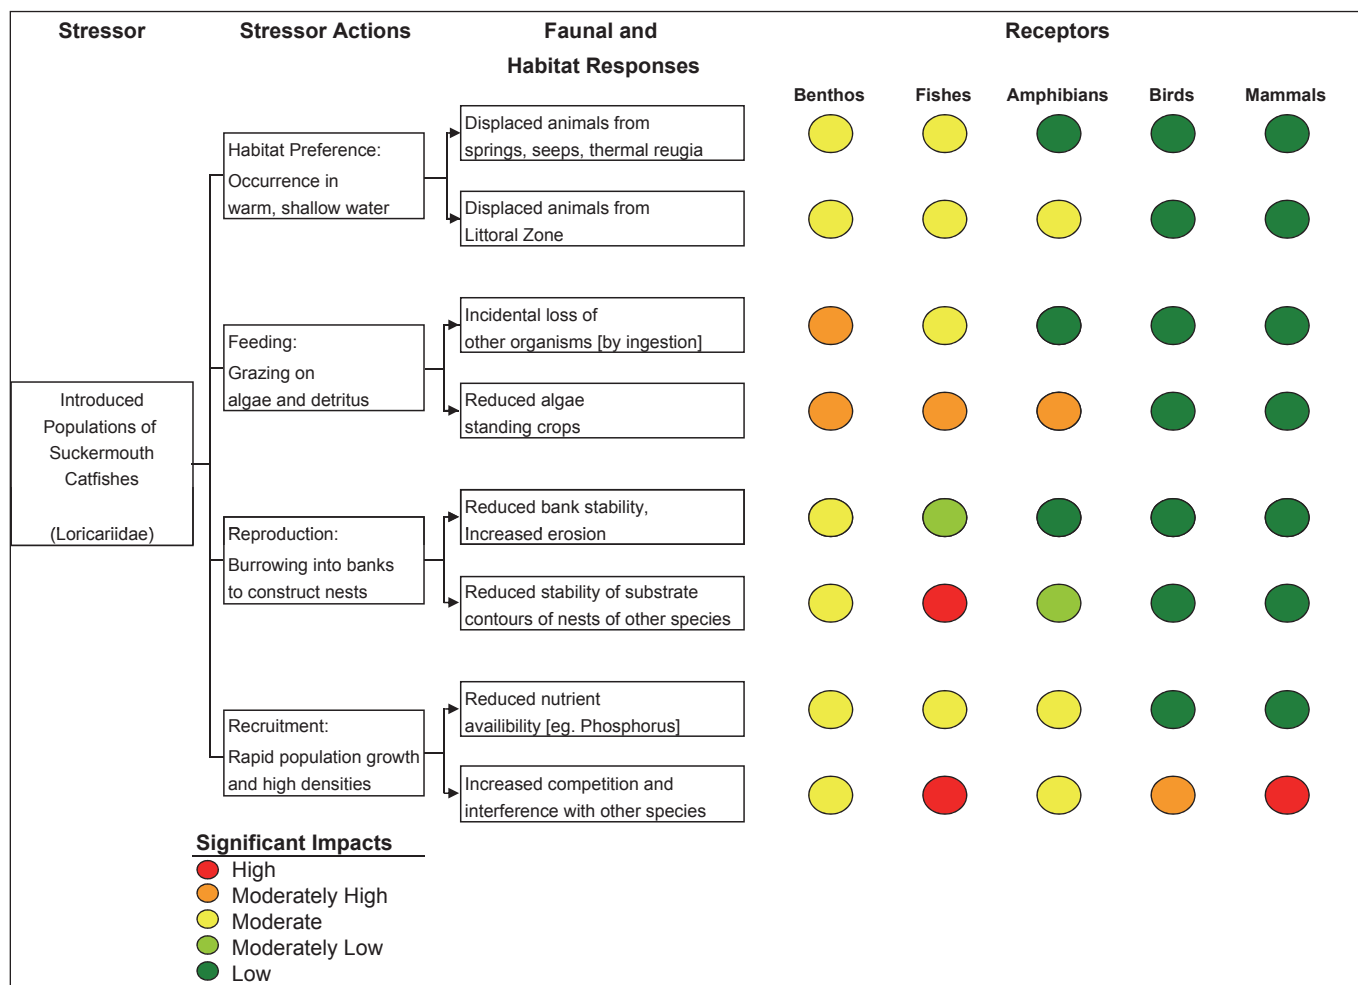 Stressor
Stressor Actions
Faunal and
Habitat Responses
Receptors
Benthos
Fishes
Amphibians
Birds
Mammals
Introduced
Populations of
Suckermouth
Catfishes
(Loricariidae)
Habitat Preference:
Occurrence in
warm, shallow water
Displaced animals from
springs, seeps, thermal reugia
Displaced animals from
Littoral Zone
Feeding:
Grazing on
algae and detritus
Incidental loss of
other organisms [by ingestion]
Reduced algae
standing crops
Reproduction:
Burrowing into banks
to construct nests
Reduced bank stability,
Increased erosion
Reduced stability of substrate
contours of nests of other species
Recruitment:
Rapid population growth
and high densities
Reduced nutrient
availibility [eg. Phosphorus]
Increased competition and
interference with other species
Significant Impacts
High
Moderately High
Moderate
Moderately Low
Low